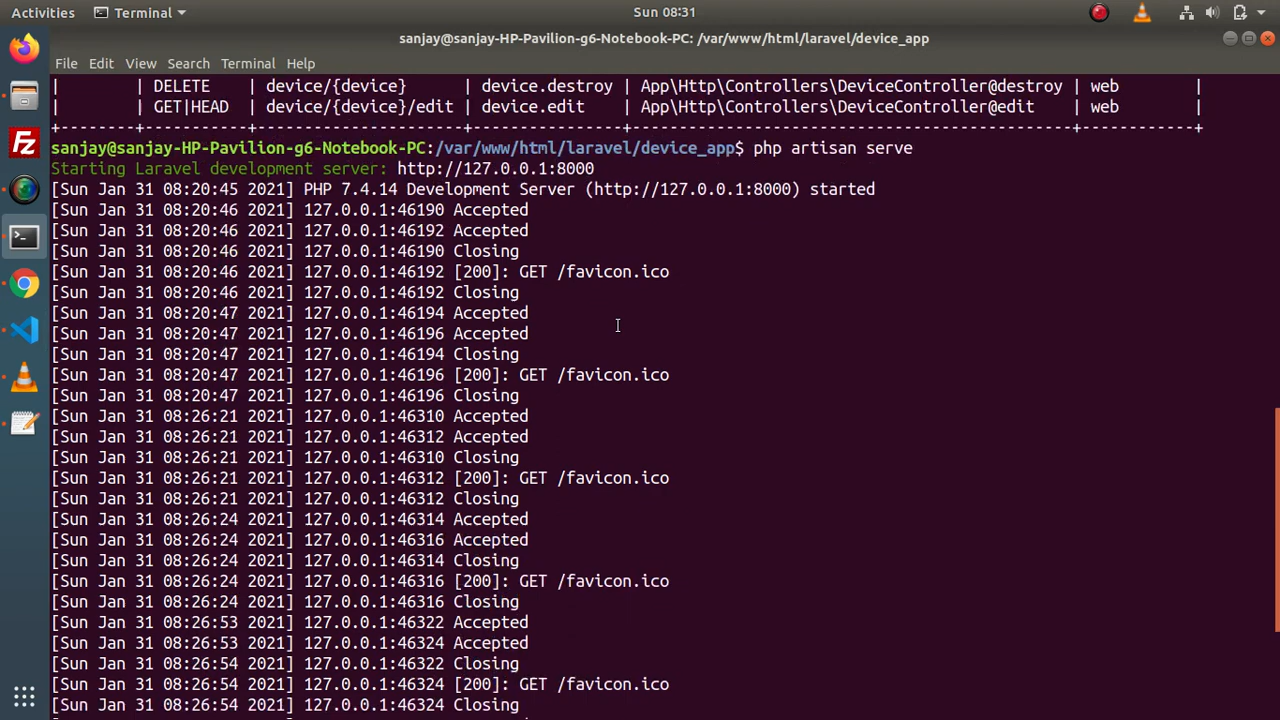 Activities Terminal Sun 08:31
sanjay@sanjay-HP-Pavilion-g6-Notebook-PC: /var/www/html/laravel/device_app
File Edit View Search Terminal Help
|        | DELETE    | device/{device}      | device.destroy | App\Http\Controllers\DeviceController@destroy | web        |
|        | GET|HEAD  | device/{device}/edit | device.edit    | App\Http\Controllers\DeviceController@edit    | web        |
+--------+-----------+----------------------+----------------+-----------------------------------------------+------------+
sanjay@sanjay-HP-Pavilion-g6-Notebook-PC:/var/www/html/laravel/device_app$ php artisan serve
Starting Laravel development server: http://127.0.0.1:8000
[Sun Jan 31 08:20:45 2021] PHP 7.4.14 Development Server (http://127.0.0.1:8000) started
[Sun Jan 31 08:20:46 2021] 127.0.0.1:46190 Accepted
[Sun Jan 31 08:20:46 2021] 127.0.0.1:46192 Accepted
[Sun Jan 31 08:20:46 2021] 127.0.0.1:46190 Closing
[Sun Jan 31 08:20:46 2021] 127.0.0.1:46192 [200]: GET /favicon.ico
[Sun Jan 31 08:20:46 2021] 127.0.0.1:46192 Closing
[Sun Jan 31 08:20:47 2021] 127.0.0.1:46194 Accepted
[Sun Jan 31 08:20:47 2021] 127.0.0.1:46196 Accepted
[Sun Jan 31 08:20:47 2021] 127.0.0.1:46194 Closing
[Sun Jan 31 08:20:47 2021] 127.0.0.1:46196 [200]: GET /favicon.ico
[Sun Jan 31 08:20:47 2021] 127.0.0.1:46196 Closing
[Sun Jan 31 08:26:21 2021] 127.0.0.1:46310 Accepted
[Sun Jan 31 08:26:21 2021] 127.0.0.1:46312 Accepted
[Sun Jan 31 08:26:21 2021] 127.0.0.1:46310 Closing
[Sun Jan 31 08:26:21 2021] 127.0.0.1:46312 [200]: GET /favicon.ico
[Sun Jan 31 08:26:21 2021] 127.0.0.1:46312 Closing
[Sun Jan 31 08:26:24 2021] 127.0.0.1:46314 Accepted
[Sun Jan 31 08:26:24 2021] 127.0.0.1:46316 Accepted
[Sun Jan 31 08:26:24 2021] 127.0.0.1:46314 Closing
[Sun Jan 31 08:26:24 2021] 127.0.0.1:46316 [200]: GET /favicon.ico
[Sun Jan 31 08:26:24 2021] 127.0.0.1:46316 Closing
[Sun Jan 31 08:26:53 2021] 127.0.0.1:46322 Accepted
[Sun Jan 31 08:26:53 2021] 127.0.0.1:46324 Accepted
[Sun Jan 31 08:26:54 2021] 127.0.0.1:46322 Closing
[Sun Jan 31 08:26:54 2021] 127.0.0.1:46324 [200]: GET /favicon.ico
[Sun Jan 31 08:26:54 2021] 127.0.0.1:46324 Closing